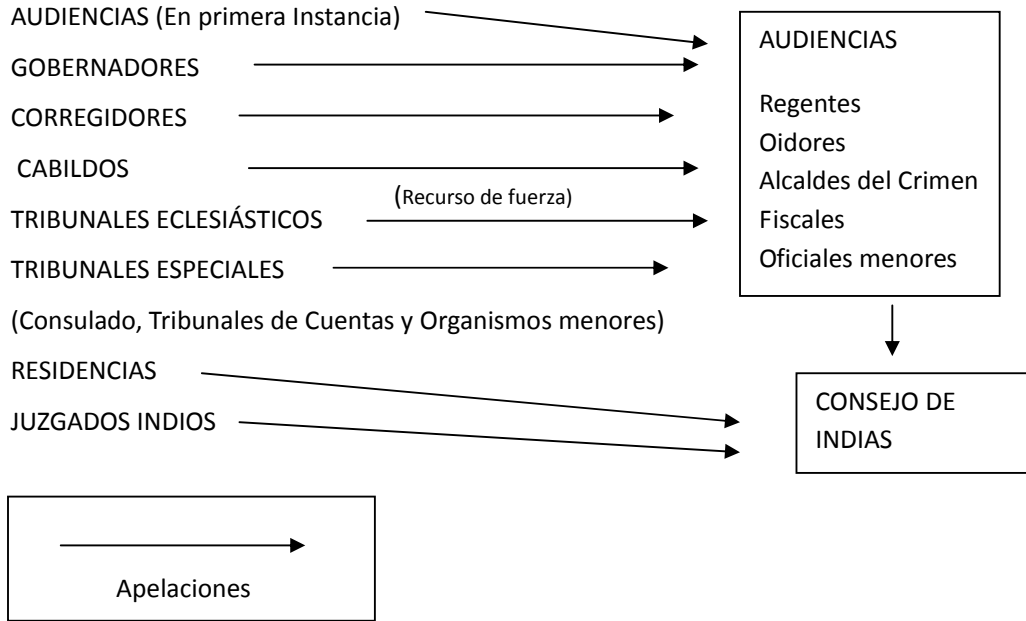 AUDIENCIAS (En primera Instancia)
GOBERNADORES
CORREGIDORES
CABILDOS
(Recurso de fuerza)
TRIBUNALES ECLESIÁSTICOS
TRIBUNALES ESPECIALES
(Consulado, Tribunales de Cuentas y Organismos menores)
RESIDENCIAS
JUZGADOS INDIOS
AUDIENCIAS
Regentes
Oidores
Alcaldes del Crimen
Fiscales
Oficiales menores
CONSEJO DE
INDIAS
Apelaciones